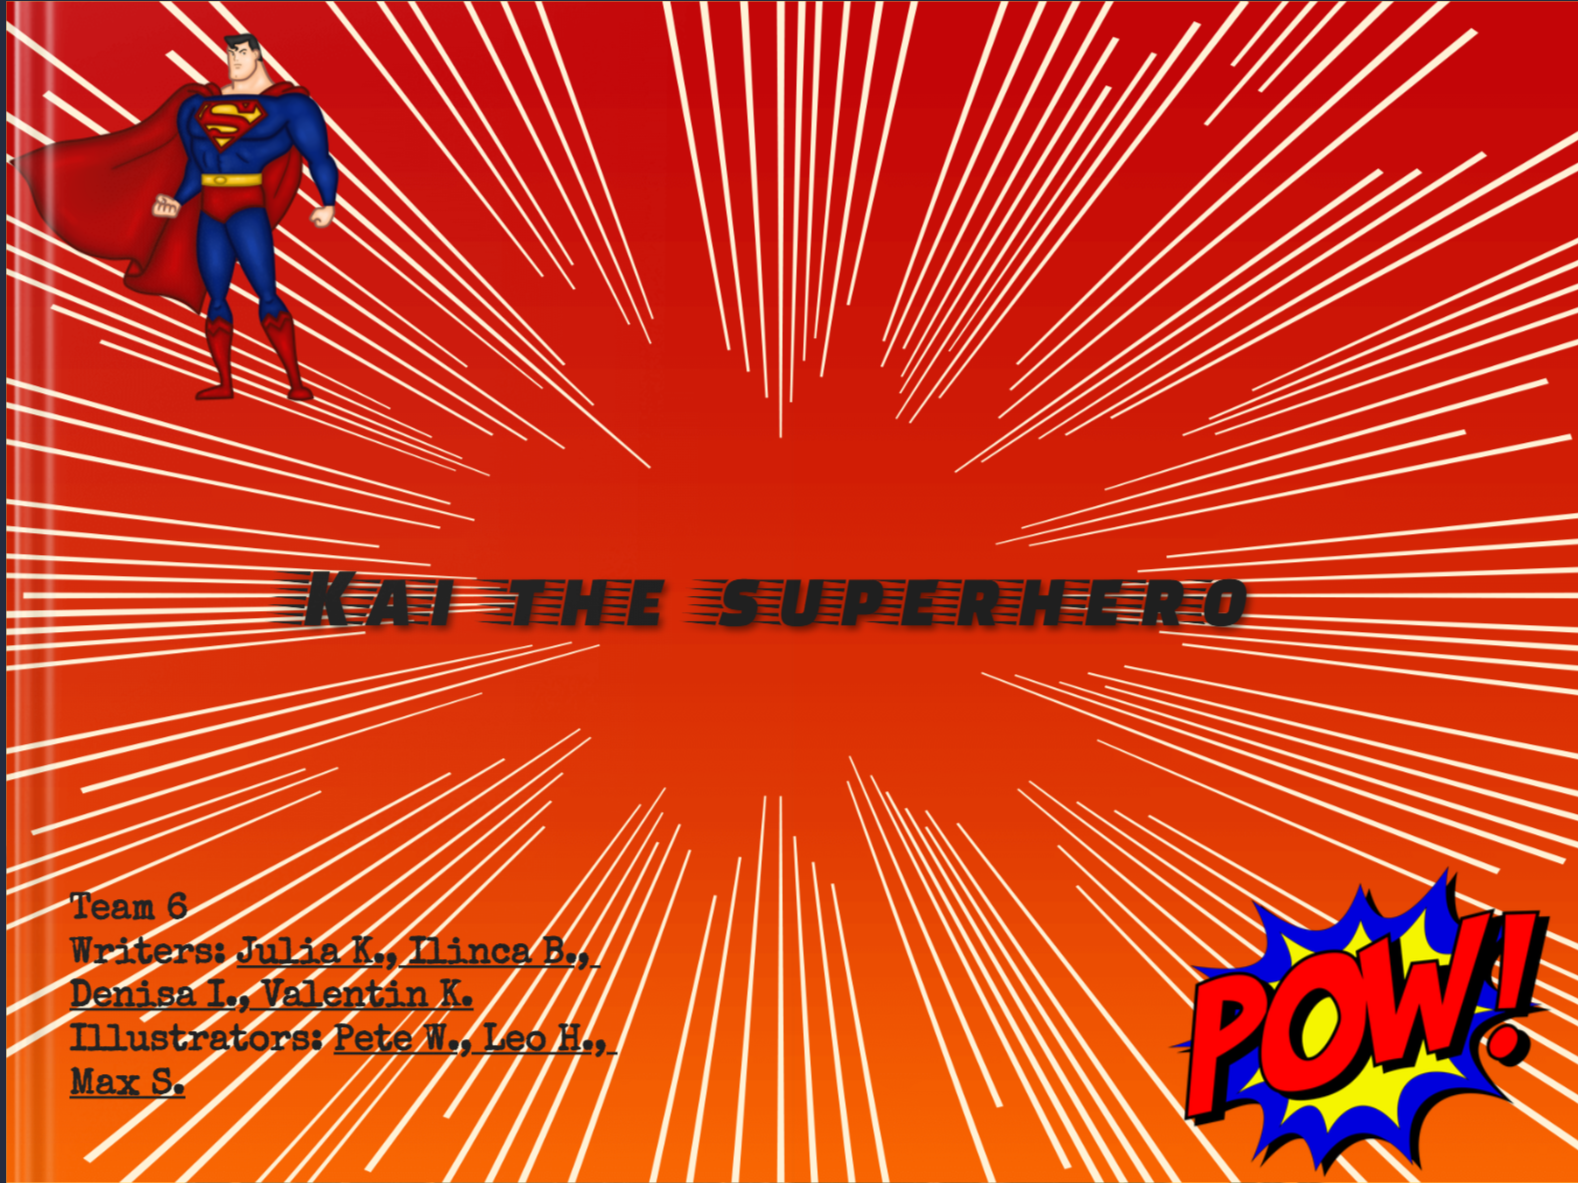 Kai the superhero
Team 6
Writers: Julia K., Ilinca B.,
Denisa I., Valentin K.
Illustrators: Pete W., Leo H.,
Max S.
POW!